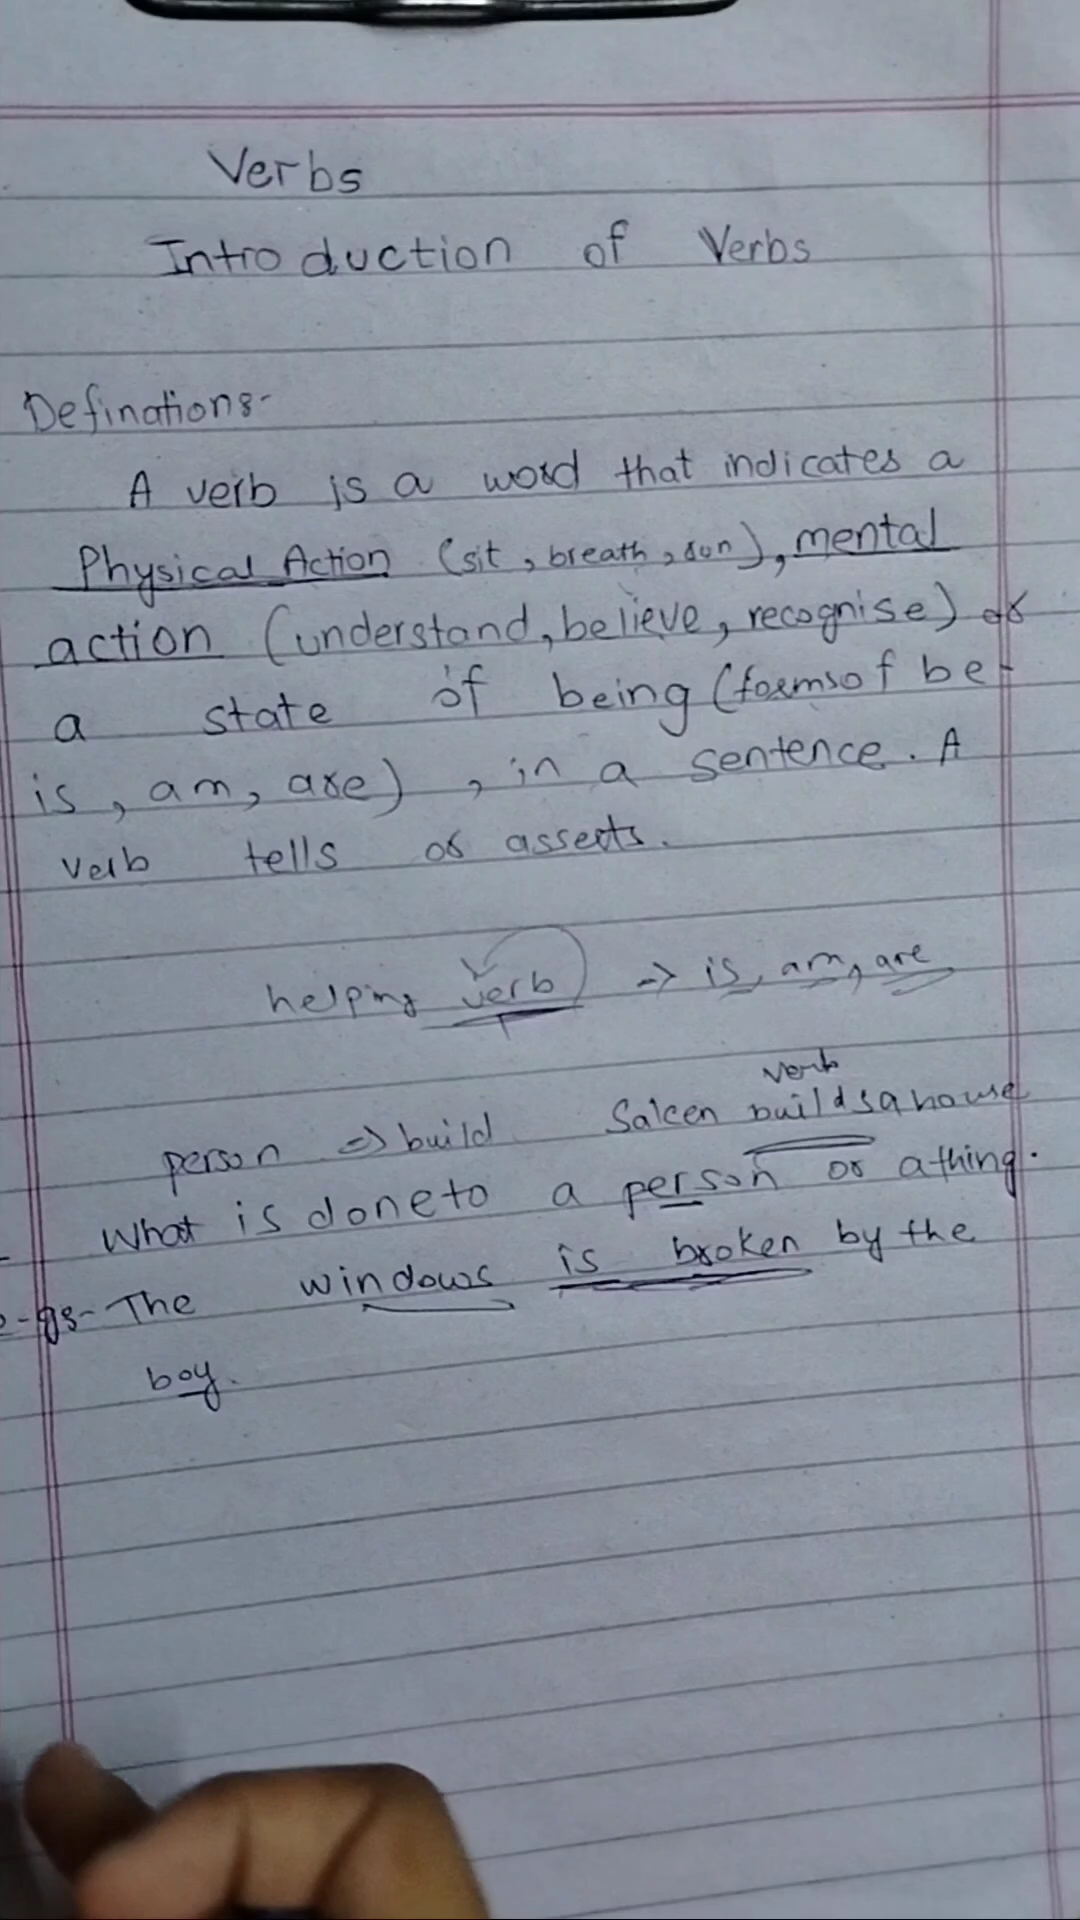 Verbs
Introduction of Verbs
Definations-
A verb is a word that indicates a
Physical Action (sit, breath, run), mental
action (understand, believe, recognise) or
a state of being (forms of be-
is, am, are) , in a sentence. A
verb tells or asserts.
helping verb => is, am, are
verb
person => build Saleen builds a house
What is done to a person or a thing.
e-gs- The windows is broken by the
boy.